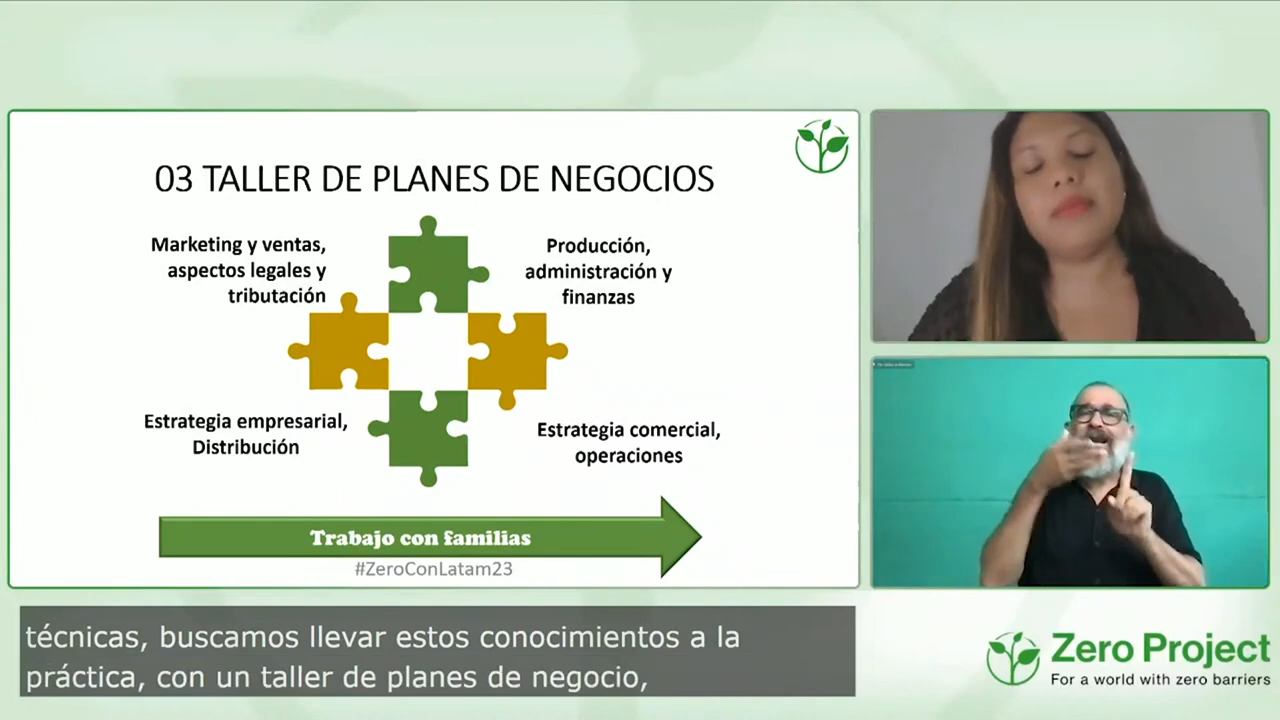 03 TALLER DE PLANES DE NEGOCIOS
Marketing y ventas,
aspectos legales y
tributación
Producción,
administración y
finanzas
Estrategia empresarial,
Distribución
Estrategia comercial,
operaciones
Trabajo con familias
#ZeroConLatam23
técnicas, buscamos llevar estos conocimientos a la
práctica, con un taller de planes de negocio,
Zero Project
For a world with zero barriers